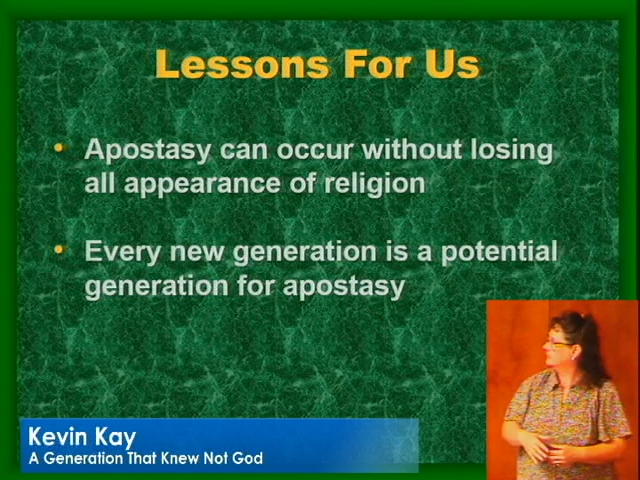 Lessons For Us
• Apostasy can occur without losing
all appearance of religion
• Every new generation is a potential
generation for apostasy
Kevin Kay
A Generation That Knew Not God